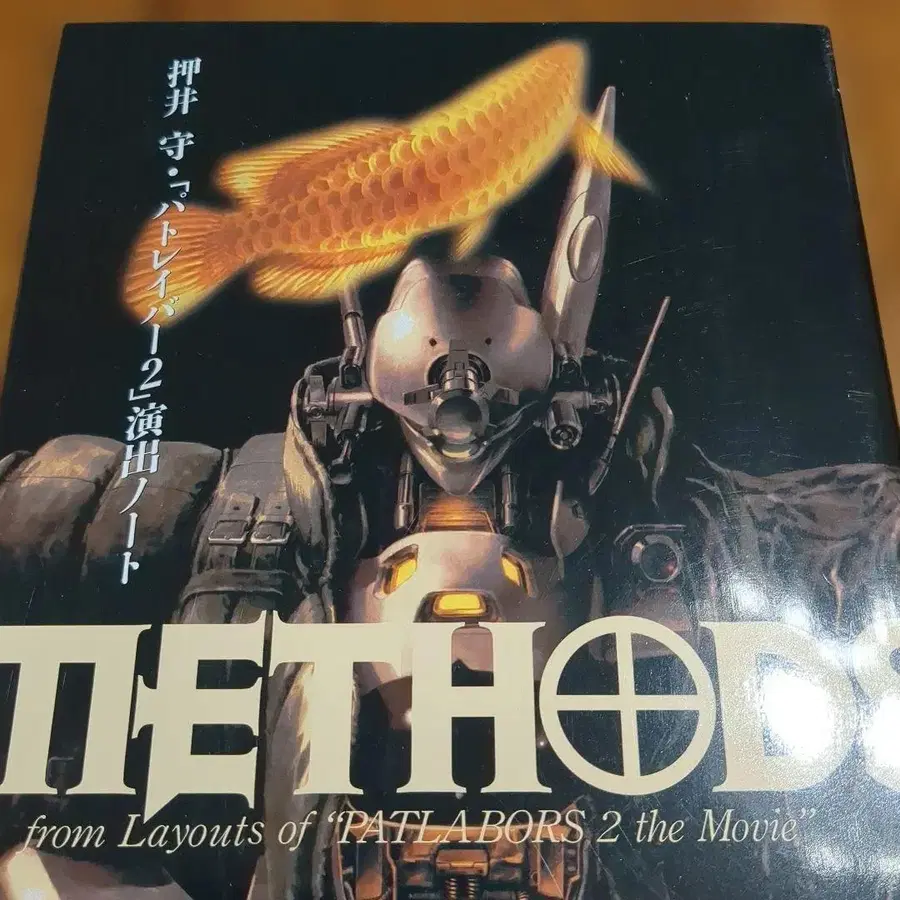 押井 守・「パトレイバー2」演出ノート
METHODS
from Layouts of “PATLABORS 2 the Movie”